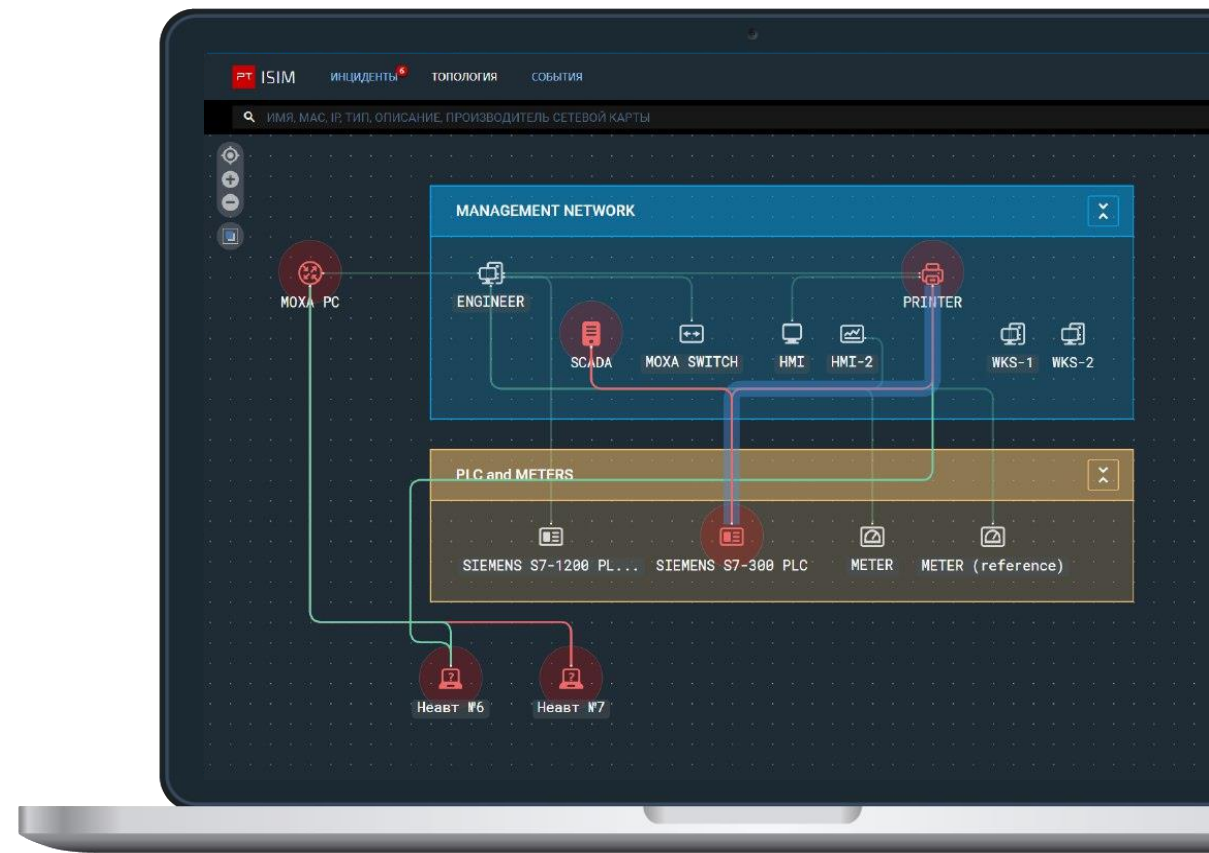 PT ISIM ИНЦИДЕНТЫ 6 ТОПОЛОГИЯ СОБЫТИЯ
ИМЯ, MAC, IP, ТИП, ОПИСАНИЕ, ПРОИЗВОДИТЕЛЬ СЕТЕВОЙ КАРТЫ
MANAGEMENT NETWORK
MOXA PC ENGINEER PRINTER
SCADA MOXA SWITCH HMI HMI-2 WKS-1 WKS-2
PLC and METERS
SIEMENS S7-1200 PL... SIEMENS S7-300 PLC METER METER (reference)
Неавт №6 Неавт №7